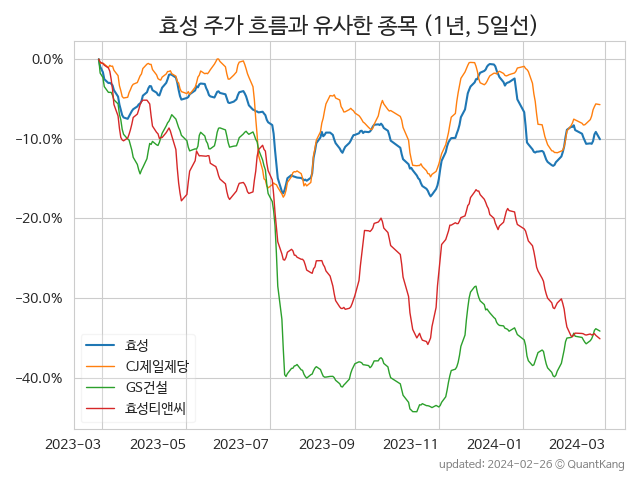 효성 주가 흐름과 유사한 종목 (1년, 5일선)
0.0%
−10.0%
−20.0%
−30.0%
−40.0%
효성
CJ제일제당
GS건설
효성티앤씨
2023-03 2023-05 2023-07 2023-09 2023-11 2024-01 2024-03
updated: 2024-02-26 © QuantKang